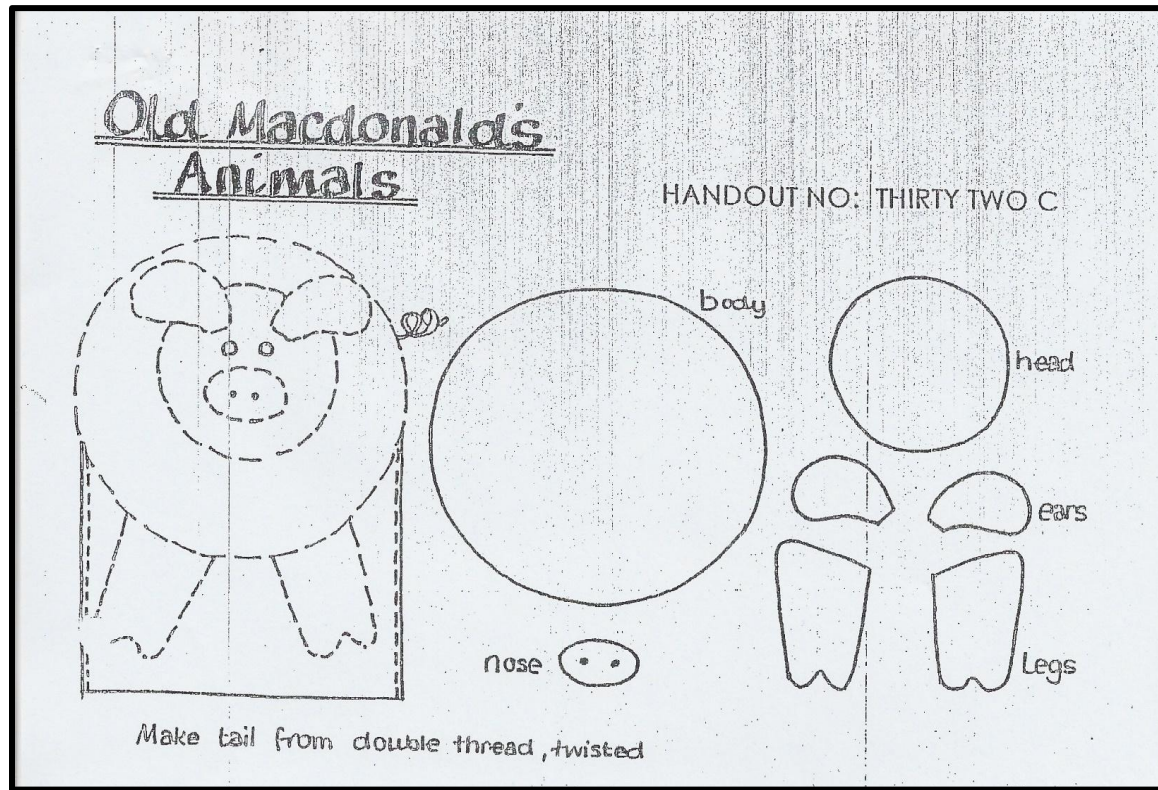 Old Macdonald's
Animals
HANDOUT NO: THIRTY TWO C
body
head
ears
nose
Legs
Make tail from double thread, twisted